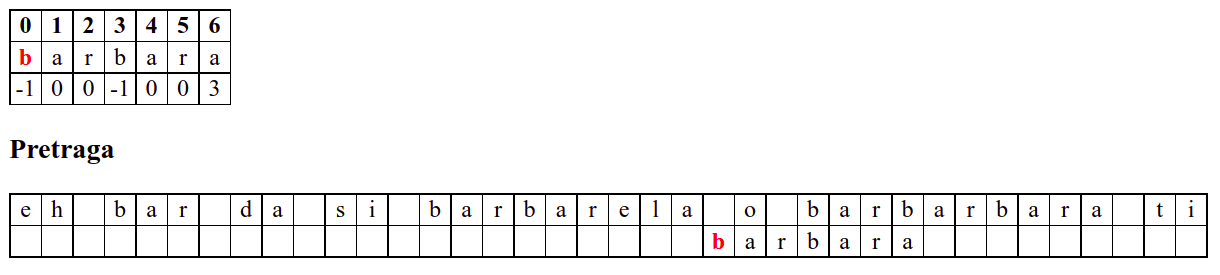 0 1 2 3 4 5 6
b a r b a r a
-1 0 0 -1 0 0 3
Pretraga
e h b a r d a s i b a r b a r e l a o b a r b a r b a r a t i
b a r b a r a